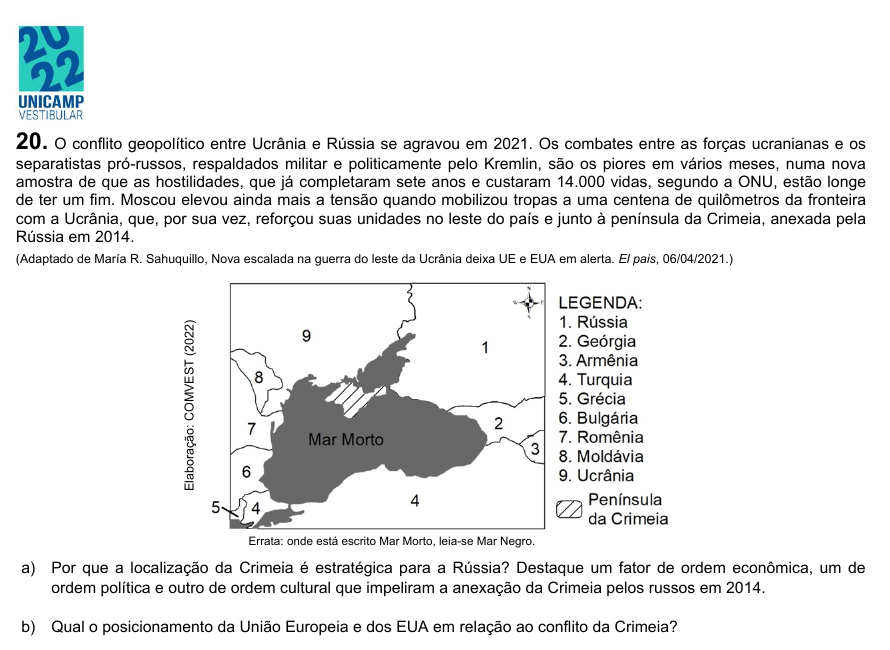 2022
UNICAMP
VESTIBULAR
20. O conflito geopolítico entre Ucrânia e Rússia se agravou em 2021. Os combates entre as forças ucranianas e os
separatistas pró-russos, respaldados militar e politicamente pelo Kremlin, são os piores em vários meses, numa nova
amostra de que as hostilidades, que já completaram sete anos e custaram 14.000 vidas, segundo a ONU, estão longe
de ter um fim. Moscou elevou ainda mais a tensão quando mobilizou tropas a uma centena de quilômetros da fronteira
com a Ucrânia, que, por sua vez, reforçou suas unidades no leste do país e junto à península da Crimeia, anexada pela
Rússia em 2014.
(Adaptado de María R. Sahuquillo, Nova escalada na guerra do leste da Ucrânia deixa UE e EUA em alerta. El pais, 06/04/2021.)
Elaboração: COMVEST (2022)
N
W E
S
9
1
8
7
Mar Morto
2
3
6
5
4
4
LEGENDA:
1. Rússia
2. Geórgia
3. Armênia
4. Turquia
5. Grécia
6. Bulgária
7. Romênia
8. Moldávia
9. Ucrânia
Península
da Crimeia
Errata: onde está escrito Mar Morto, leia-se Mar Negro.
a) Por que a localização da Crimeia é estratégica para a Rússia? Destaque um fator de ordem econômica, um de
ordem política e outro de ordem cultural que impeliram a anexação da Crimeia pelos russos em 2014.
b) Qual o posicionamento da União Europeia e dos EUA em relação ao conflito da Crimeia?